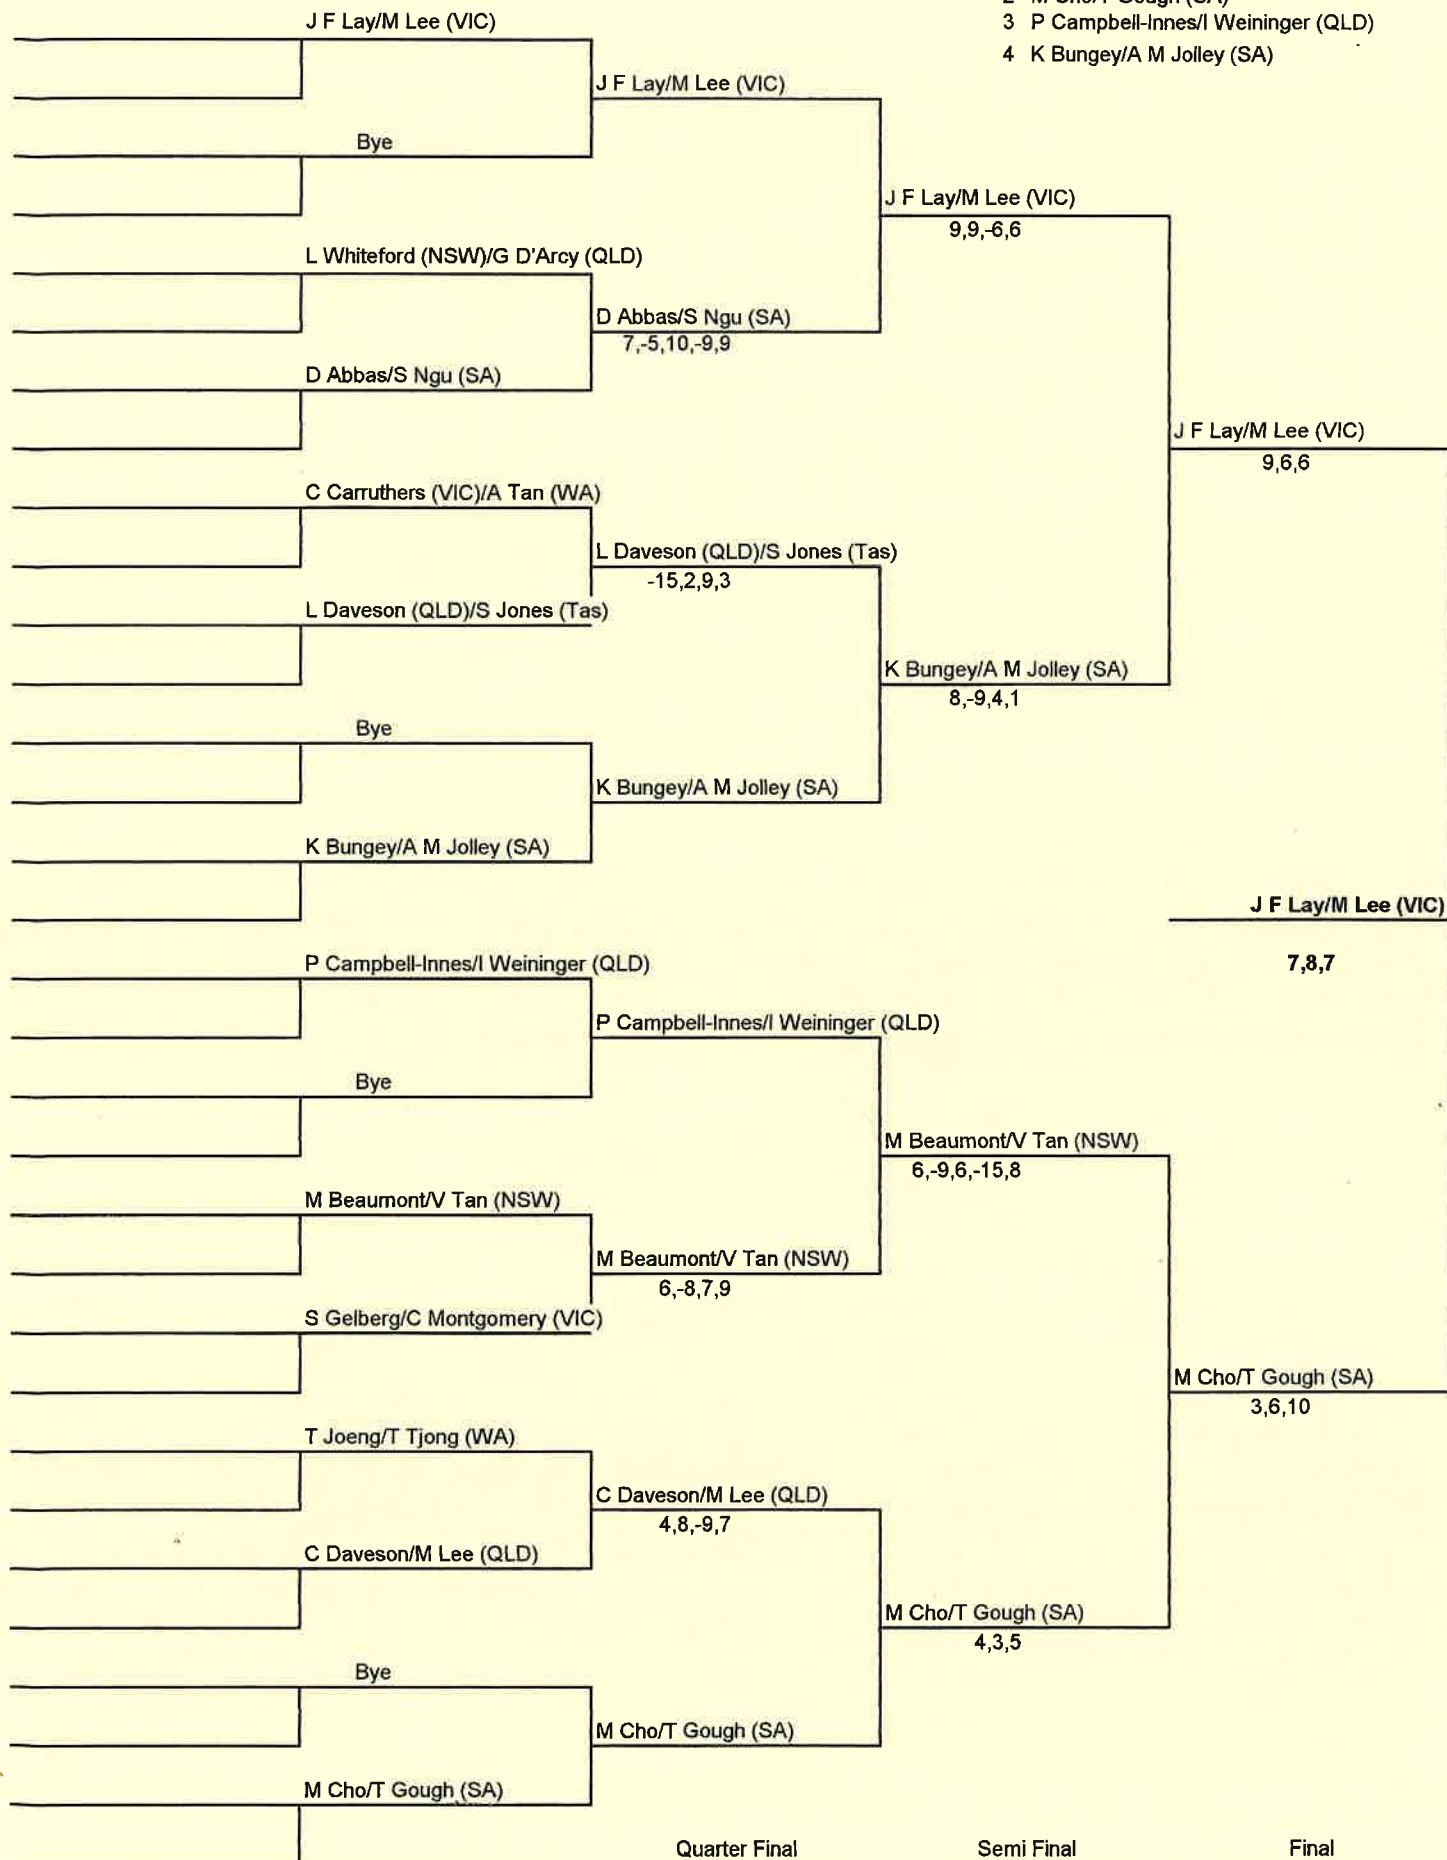 J F Lay/M Lee (VIC)
3 P Campbell-Innes/I Weininger (QLD)
4 K Bungey/A M Jolley (SA)
J F Lay/M Lee (VIC)
Bye
J F Lay/M Lee (VIC)
9,9,-6,6
L Whiteford (NSW)/G D'Arcy (QLD)
D Abbas/S Ngu (SA)
7,-5,10,-9,9
D Abbas/S Ngu (SA)
J F Lay/M Lee (VIC)
9,6,6
C Carruthers (VIC)/A Tan (WA)
L Daveson (QLD)/S Jones (Tas)
-15,2,9,3
L Daveson (QLD)/S Jones (Tas)
K Bungey/A M Jolley (SA)
8,-9,4,1
Bye
K Bungey/A M Jolley (SA)
K Bungey/A M Jolley (SA)
J F Lay/M Lee (VIC)
7,8,7
P Campbell-Innes/I Weininger (QLD)
P Campbell-Innes/I Weininger (QLD)
Bye
M Beaumont/V Tan (NSW)
6,-9,6,-15,8
M Beaumont/V Tan (NSW)
M Beaumont/V Tan (NSW)
6,-8,7,9
S Gelberg/C Montgomery (VIC)
M Cho/T Gough (SA)
3,6,10
T Joeng/T Tjong (WA)
C Daveson/M Lee (QLD)
4,8,-9,7
C Daveson/M Lee (QLD)
M Cho/T Gough (SA)
4,3,5
Bye
M Cho/T Gough (SA)
M Cho/T Gough (SA)
Quarter Final
Semi Final
Final